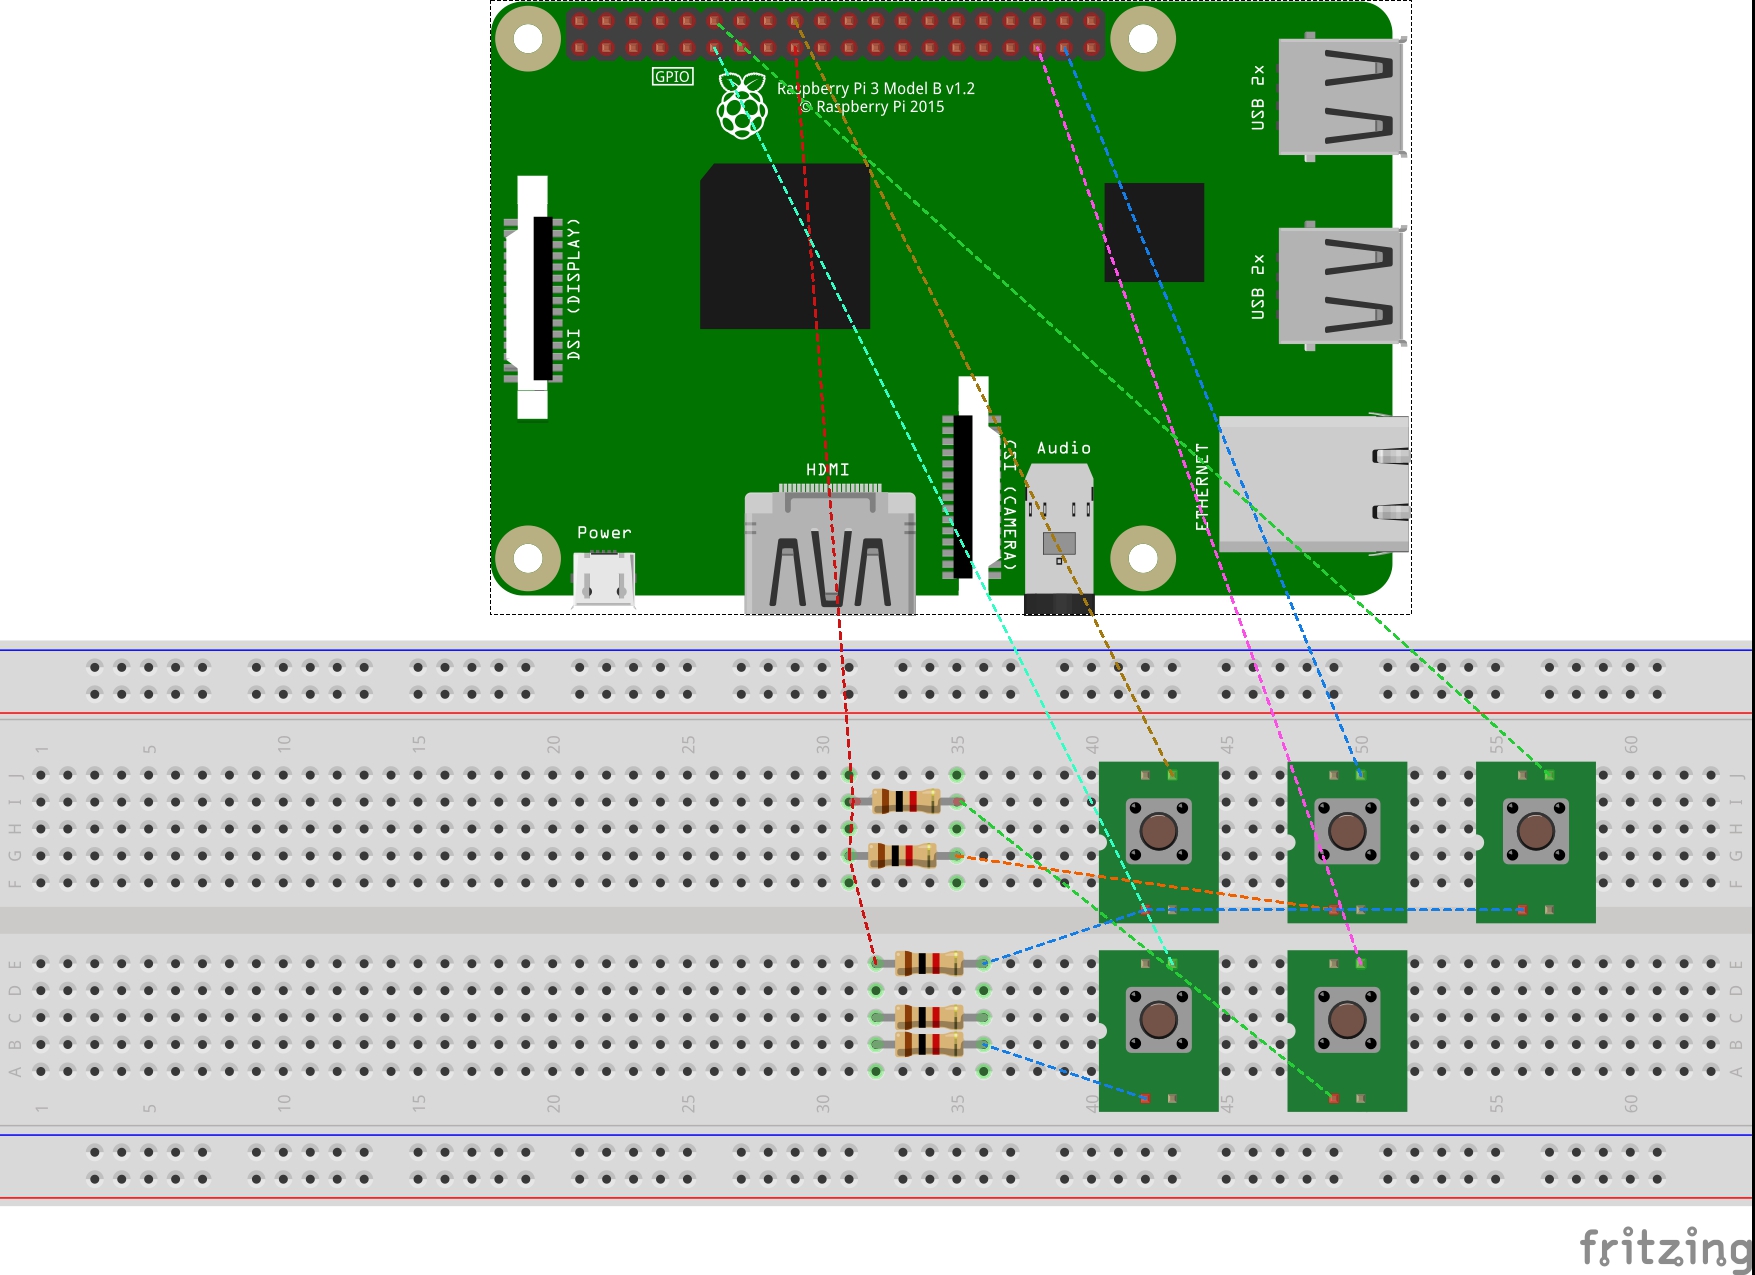 GPIO
Raspberry Pi 3 Model B v1.2
© Raspberry Pi 2015
USB 2x
DSI (DISPLAY)
USB 2x
HDMI
CSI (CAMERA)
Audio
ETHERNET
Power
1 5 10 15 20 25 30 35 40 45 50 55 60
J J
I I
H H
G G
F F
E E
D D
C C
B B
A A
1 5 10 15 20 25 30 35 40 45 55 60
fritzing